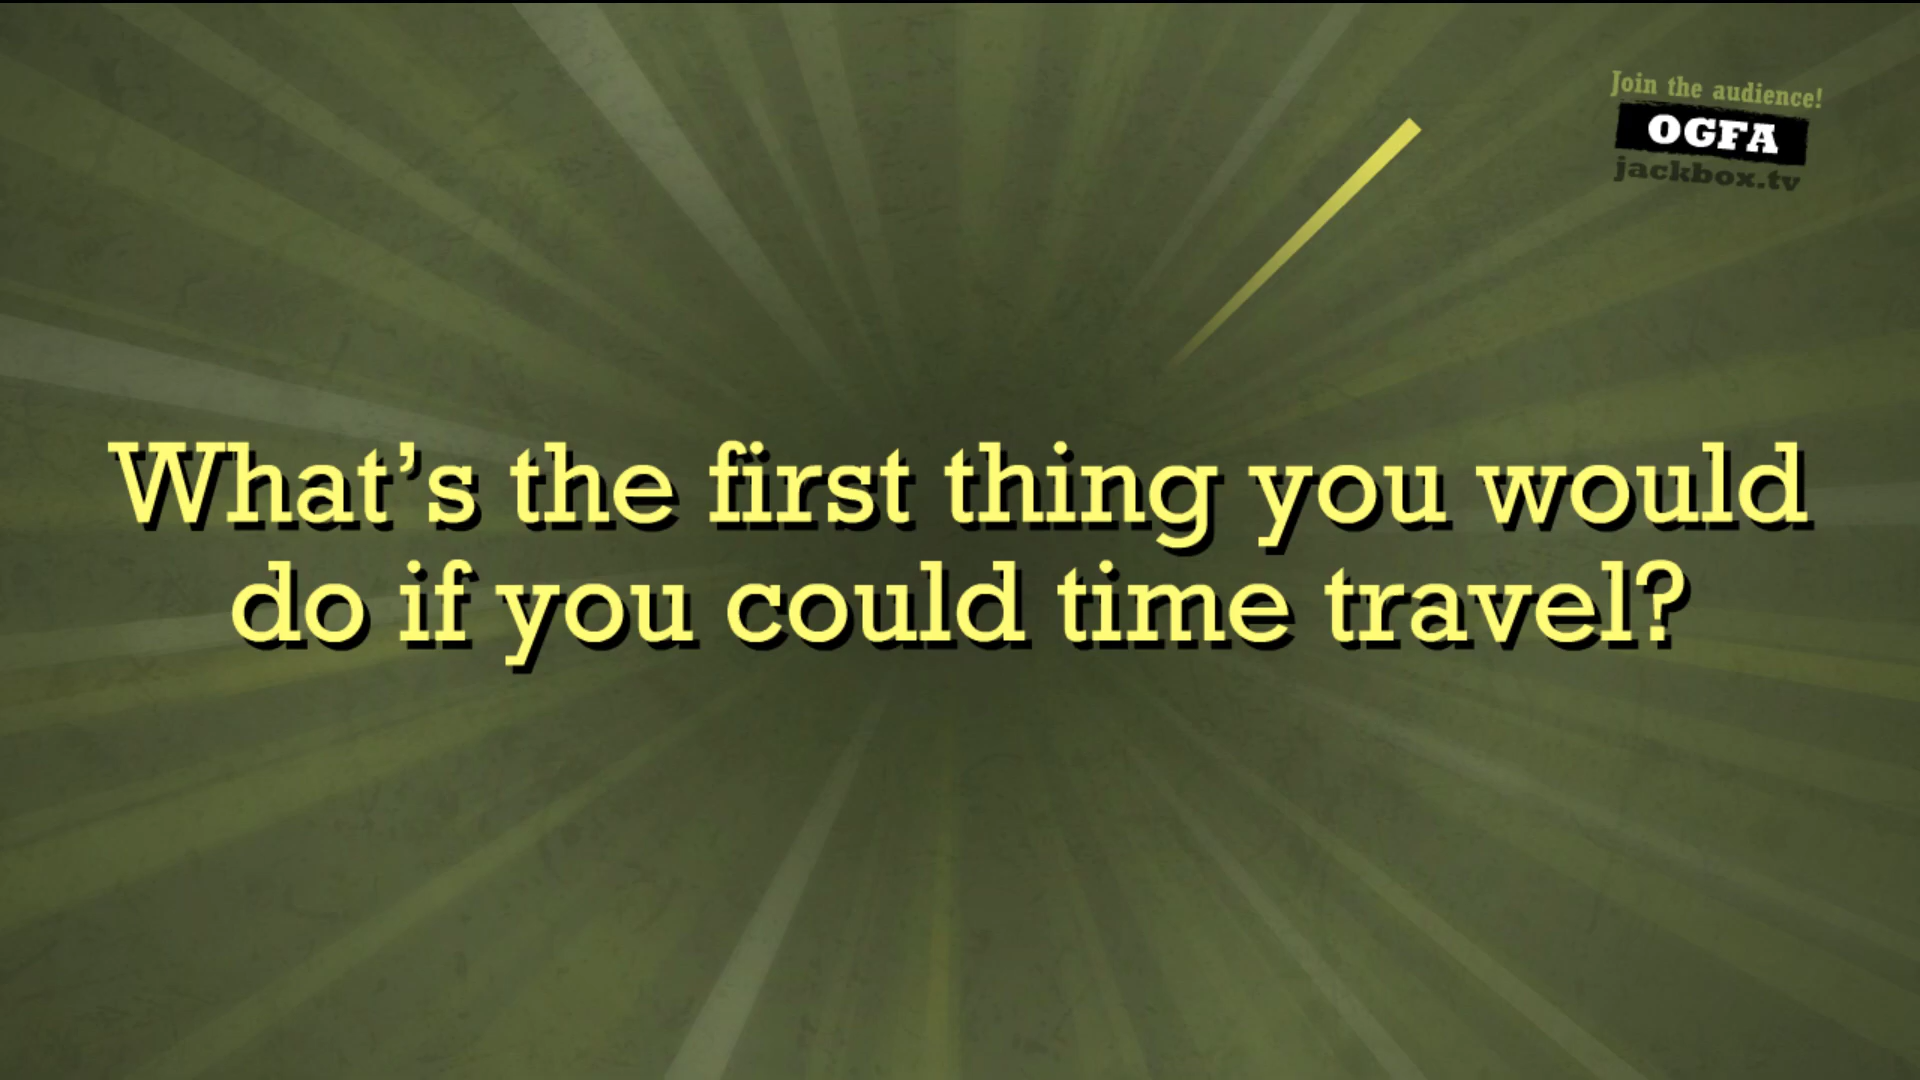 Join the audience!
OGFA
jackbox.tv
What’s the first thing you would
do if you could time travel?